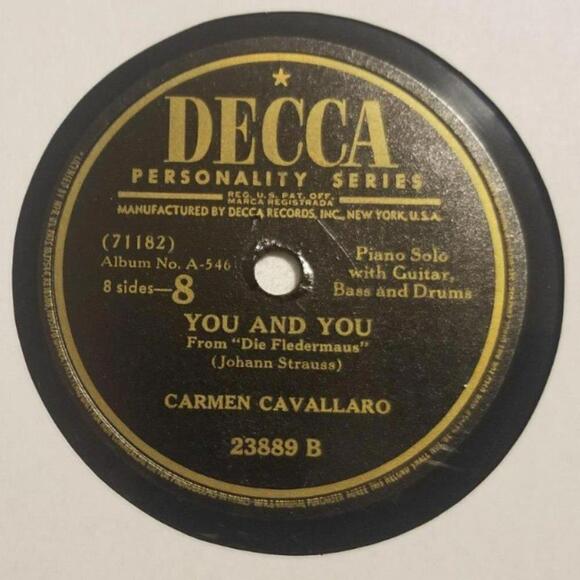 DECCA
PERSONALITY SERIES
REG. U.S. PAT. OFF.
MARCA REGISTRADA
MANUFACTURED BY DECCA RECORDS, INC., NEW YORK, U.S.A.
(71182)
Album No. A-546
8 sides—8
Piano Solo
with Guitar,
Bass and Drums
YOU AND YOU
From "Die Fledermaus"
(Johann Strauss)
CARMEN CAVALLARO
23889 B